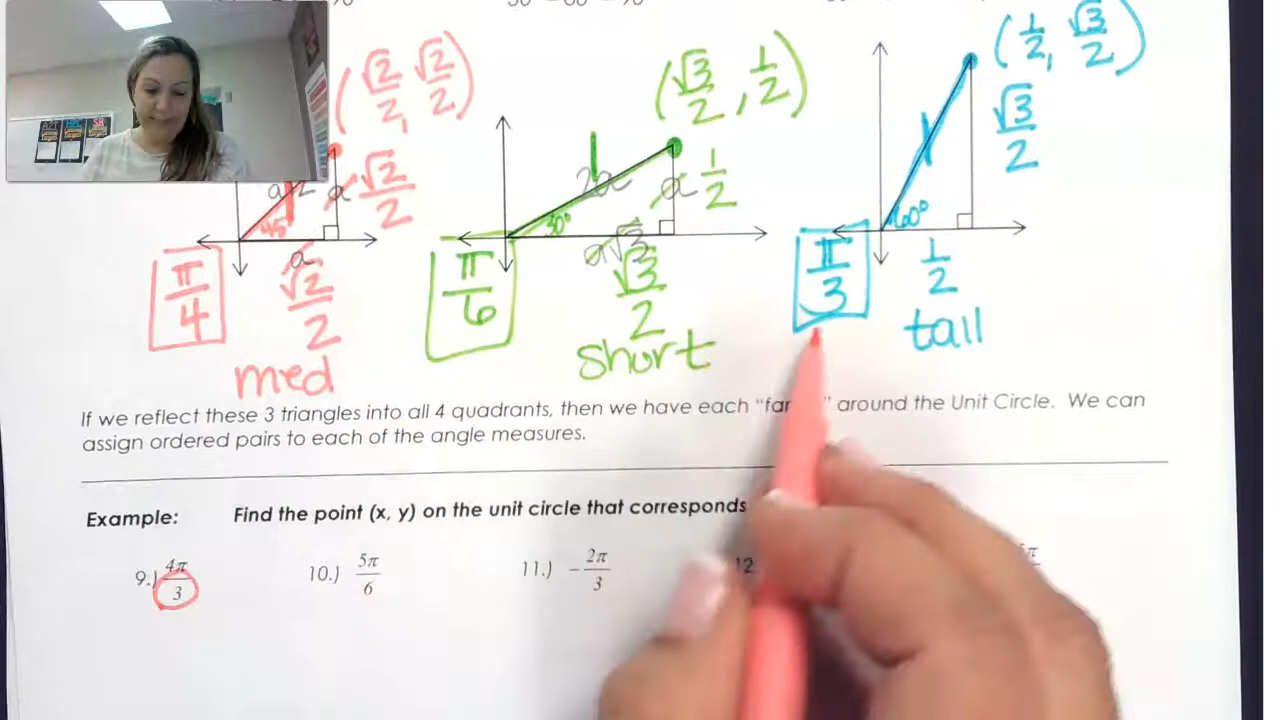 (√2/2, √2/2)
(√3/2, 1/2)
(1/2, √3/2)
a √2/2
45°
a
√2/2
π/4
med
1
2a
a 1/2
30°
a√3
√3/2
π/6
short
1
√3/2
60°
1/2
π/3
tall
If we reflect these 3 triangles into all 4 quadrants, then we have each " " around the Unit Circle. We can
assign ordered pairs to each of the angle measures.
Example: Find the point (x, y) on the unit circle that corresponds
9.) 4π/3 10.) 5π/6 11.) -2π/3 12